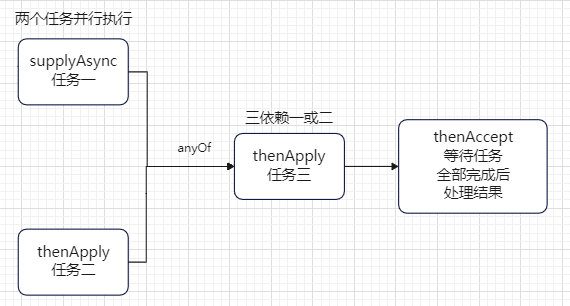 两个任务并行执行
supplyAsync
任务一
三依赖一或二
anyOf
thenApply
任务三
thenAccept
等待任务
全部完成后
处理结果
thenApply
任务二